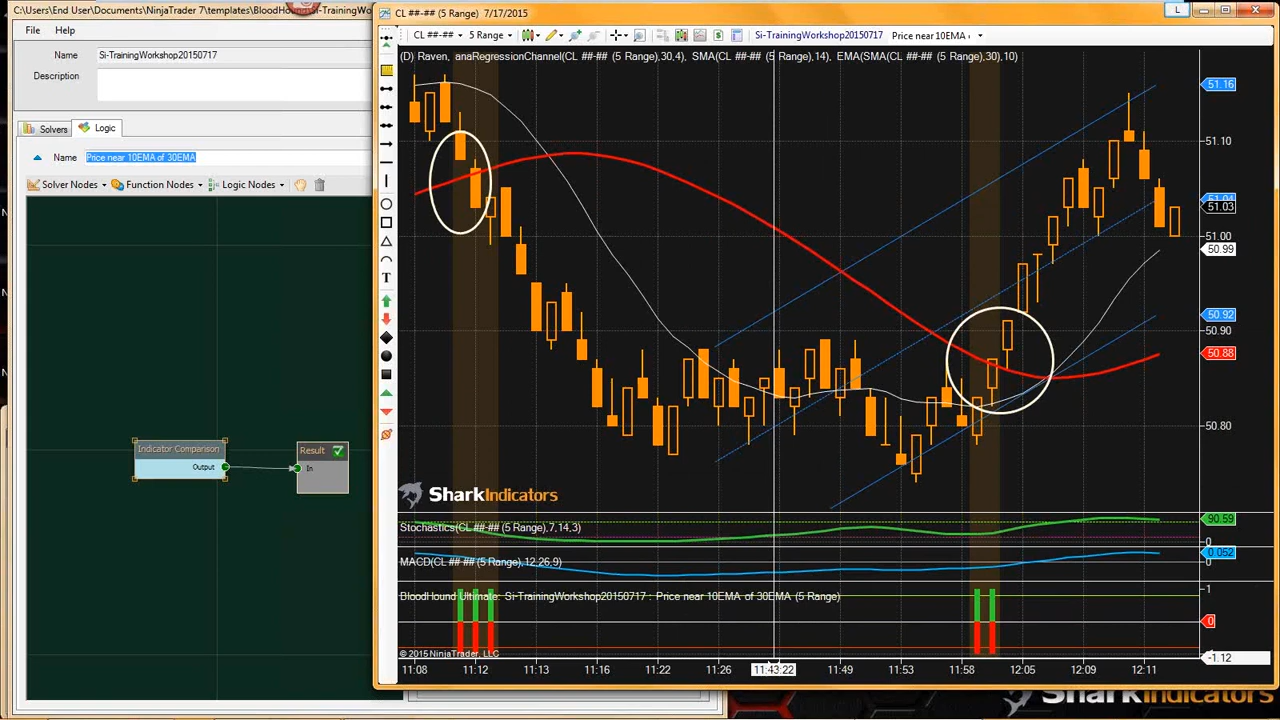 C:\Users\End User\Documents\NinjaTrader 7\templates\BloodHound\Si-TrainingW
File Help
Name Si-TrainingWorkshop20150717
Description
Solvers Logic
Name Price near 10EMA of 30EMA
Solver Nodes Function Nodes Logic Nodes
Indicator Comparison
Output
Result
In
CL ##-## (5 Range) 7/17/2015
L
CL ##-## 5 Range Si-TrainingWorkshop20150717 Price near 10EMA
T
(D) Raven, anaRegressionChannel(CL ##-## (5 Range),30,4), SMA(CL ##-## (5 Range),14), EMA(SMA(CL ##-## (5 Range),30),10)
51.16
51.10
51.04
51.03
51.00
50.99
50.92
50.90
50.88
50.80
SharkIndicators
Stochastics(CL ##-## (5 Range),7,14,3)
90.59
0
MACD(CL ##-## (5 Range),12,26,9)
0.052
0
BloodHound Ultimate: Si-TrainingWorkshop20150717 : Price near 10EMA of 30EMA (5 Range)
1
0
-1.12
© 2015 NinjaTrader, LLC
11:08 11:12 11:13 11:16 11:22 11:26 11:43:22 11:49 11:53 11:58 12:05 12:09 12:11
SharkIndicators